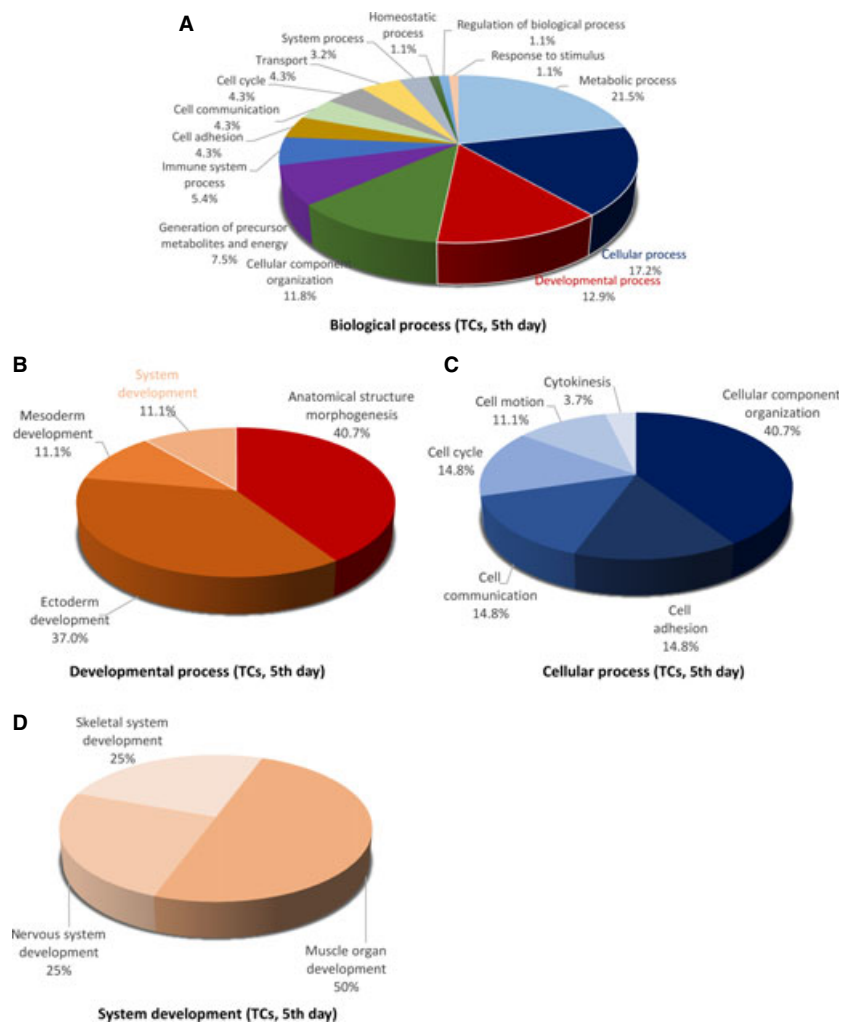 A
Homeostatic
process
1.1%
Regulation of biological process
1.1%
System process
3.2%
Response to stimulus
1.1%
Transport
4.3%
Metabolic process
21.5%
Cell cycle
4.3%
Cell communication
4.3%
Cell adhesion
4.3%
Immune system
process
5.4%
Generation of precursor
metabolites and energy
7.5%
Cellular component
organization
11.8%
Cellular process
17.2%
Developmental process
12.9%
Biological process (TCs, 5th day)
B
System
development
11.1%
Anatomical structure
morphogenesis
40.7%
Mesoderm
development
11.1%
Ectoderm
development
37.0%
Developmental process (TCs, 5th day)
C
Cytokinesis
3.7%
Cellular component
organization
40.7%
Cell motion
11.1%
Cell cycle
14.8%
Cell
communication
14.8%
Cell
adhesion
14.8%
Cellular process (TCs, 5th day)
D
Skeletal system
development
25%
Nervous system
development
25%
Muscle organ
development
50%
System development (TCs, 5th day)